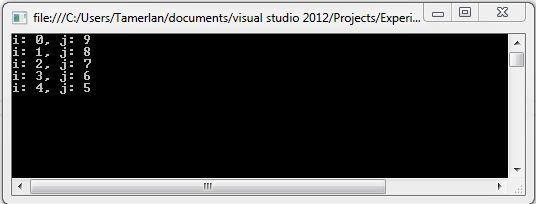 file:///C:/Users/Tamerlan/documents/visual studio 2012/Projects/Experi...
i: 0, j: 9
i: 1, j: 8
i: 2, j: 7
i: 3, j: 6
i: 4, j: 5